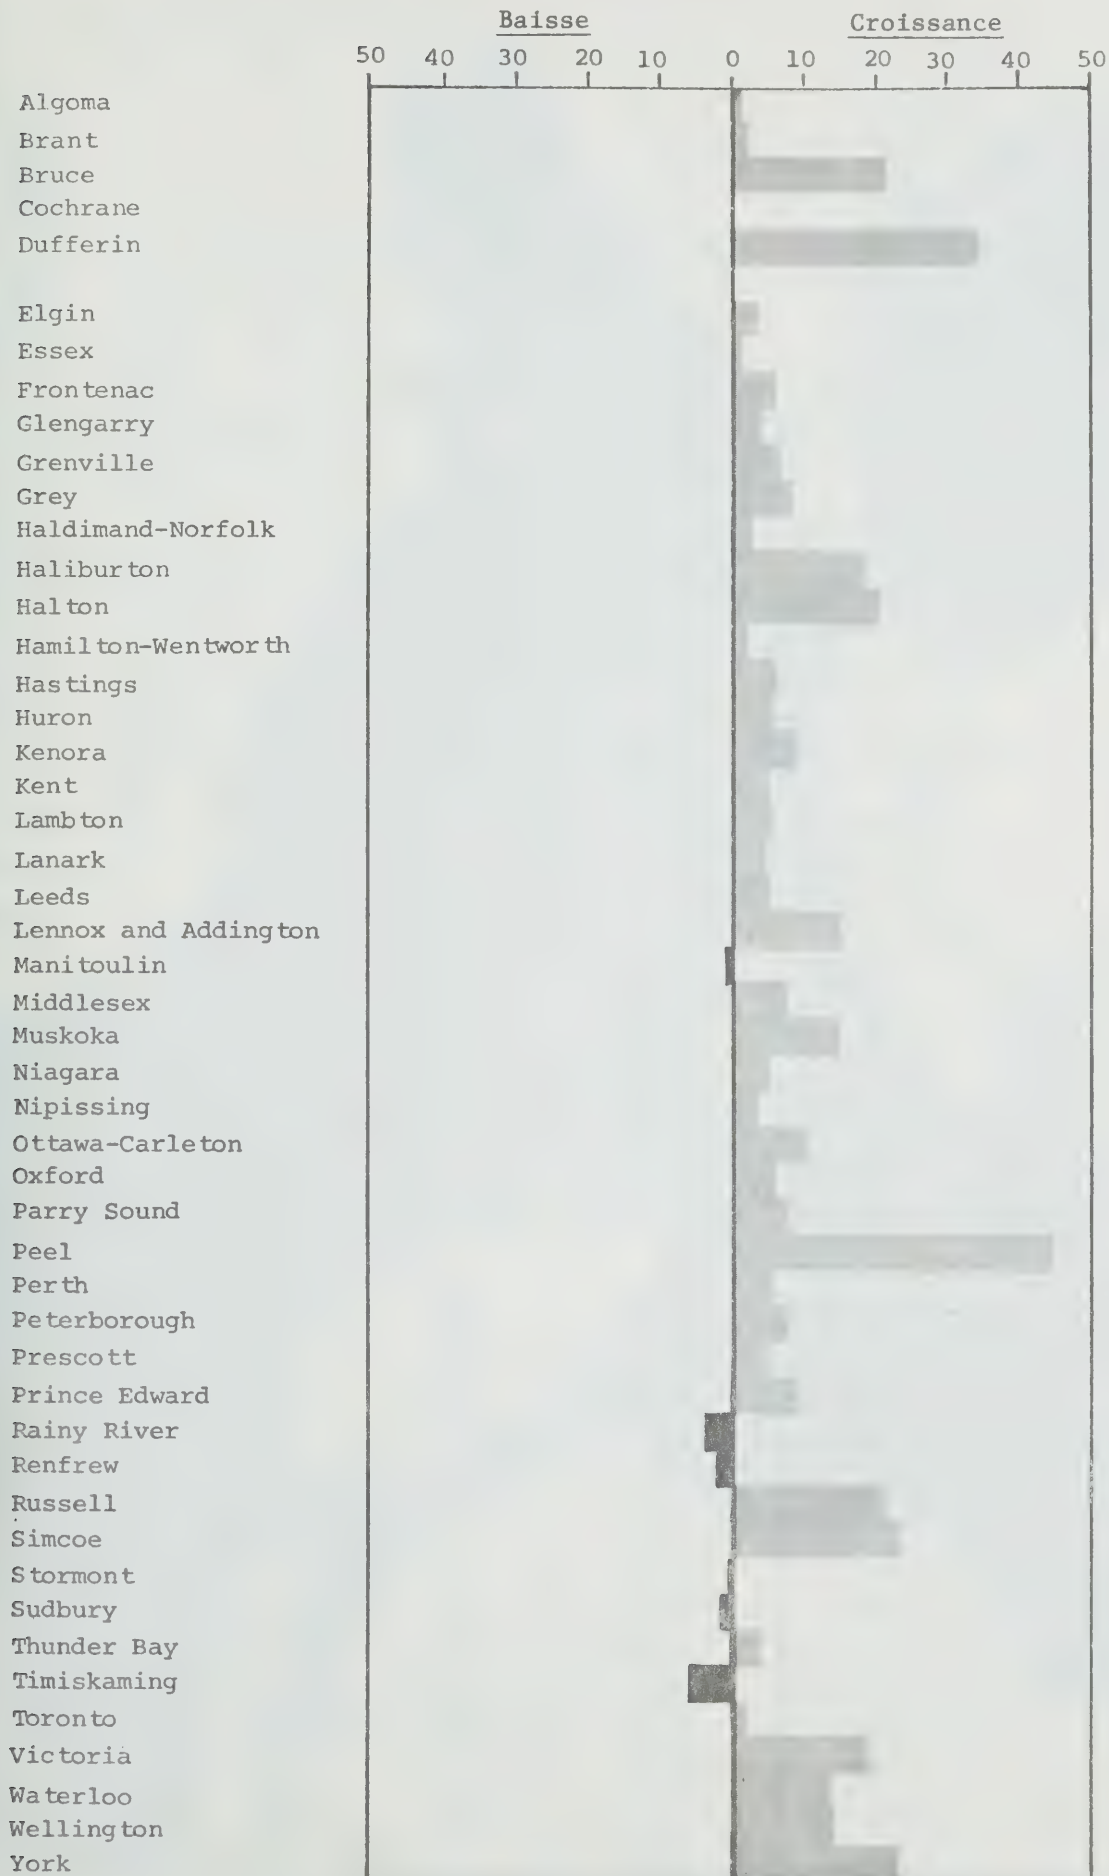 Baisse Croissance
50 40 30 20 10 0 10 20 30 40 50
Algoma
Brant
Bruce
Cochrane
Dufferin
Elgin
Essex
Frontenac
Glengarry
Grenville
Grey
Haldimand-Norfolk
Haliburton
Halton
Hamilton-Wentworth
Hastings
Huron
Kenora
Kent
Lambton
Lanark
Leeds
Lennox and Addington
Manitoulin
Middlesex
Muskoka
Niagara
Nipissing
Ottawa-Carleton
Oxford
Parry Sound
Peel
Perth
Peterborough
Prescott
Prince Edward
Rainy River
Renfrew
Russell
Simcoe
Stormont
Sudbury
Thunder Bay
Timiskaming
Toronto
Victoria
Waterloo
Wellington
York